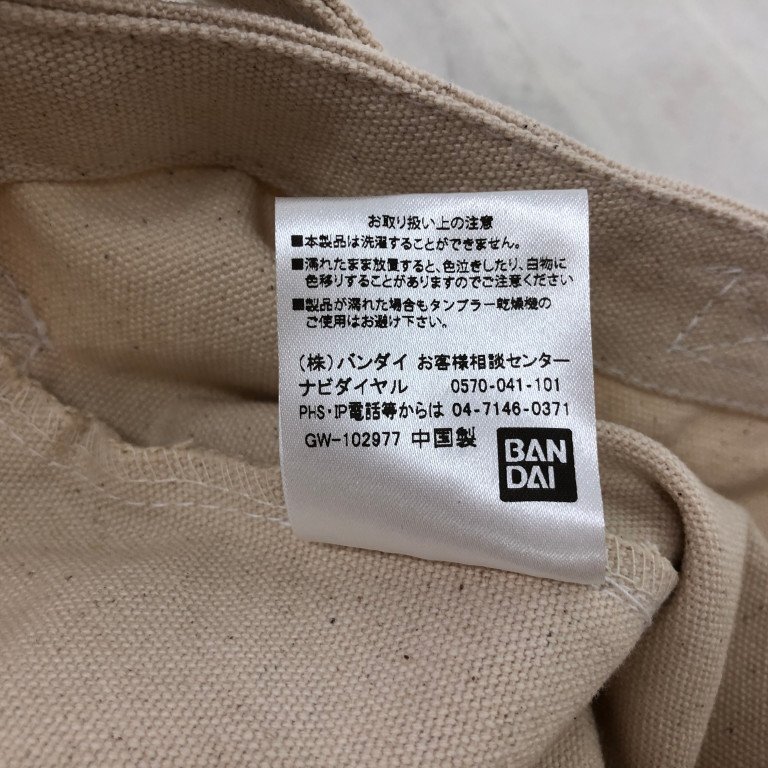 お取り扱い上の注意
■本製品は洗濯することができません。
■濡れたまま放置すると、色泣きしたり、白物に
色移りすることがありますのでご注意ください
■製品が濡れた場合もタンブラー乾燥機の
ご使用はお避け下さい。
(株)バンダイ お客様相談センター
ナビダイヤル 0570-041-101
PHS・IP電話等からは 04-7146-0371
GW-102977 中国製
BAN
DAI